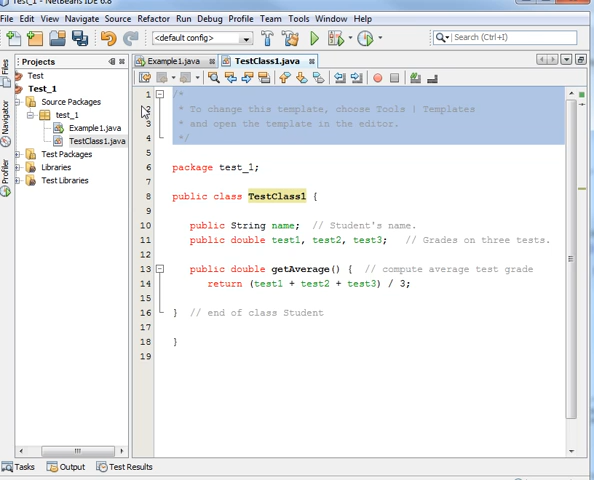 Test_1 - NetBeans IDE 6.8
File Edit View Navigate Source Refactor Run Debug Profile Team Tools Window Help
<default config>
Search (Ctrl+I)
Projects
Example1.java
TestClass1.java
Files
Navigator
Profiler
Test
Test_1
Source Packages
test_1
Example1.java
TestClass1.java
Test Packages
Libraries
Test Libraries
1 /*
2 * To change this template, choose Tools | Templates
3 * and open the template in the editor.
4 */
5
6 package test_1;
7
8 public class TestClass1 {
9
10 public String name; // Student's name.
11 public double test1, test2, test3; // Grades on three tests.
12
13 public double getAverage() { // compute average test grade
14 return (test1 + test2 + test3) / 3;
15
16 } // end of class Student
17
18 }
19
Tasks Output Test Results